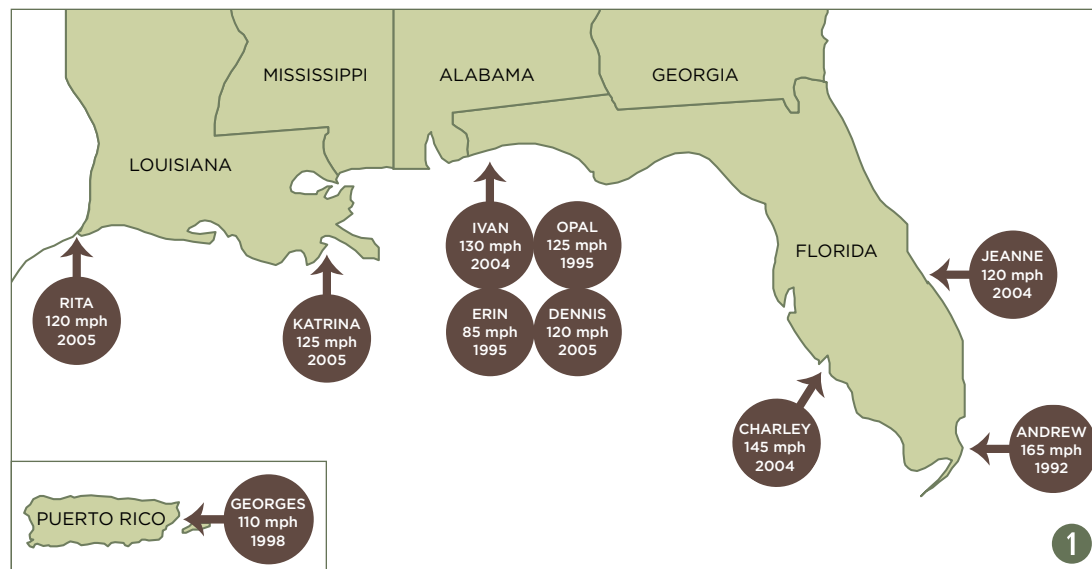 MISSISSIPPI
ALABAMA
GEORGIA
LOUISIANA
FLORIDA
IVAN
130 mph
2004
OPAL
125 mph
1995
JEANNE
120 mph
2004
RITA
120 mph
2005
KATRINA
125 mph
2005
ERIN
85 mph
1995
DENNIS
120 mph
2005
CHARLEY
145 mph
2004
ANDREW
165 mph
1992
PUERTO RICO
GEORGES
110 mph
1998
1